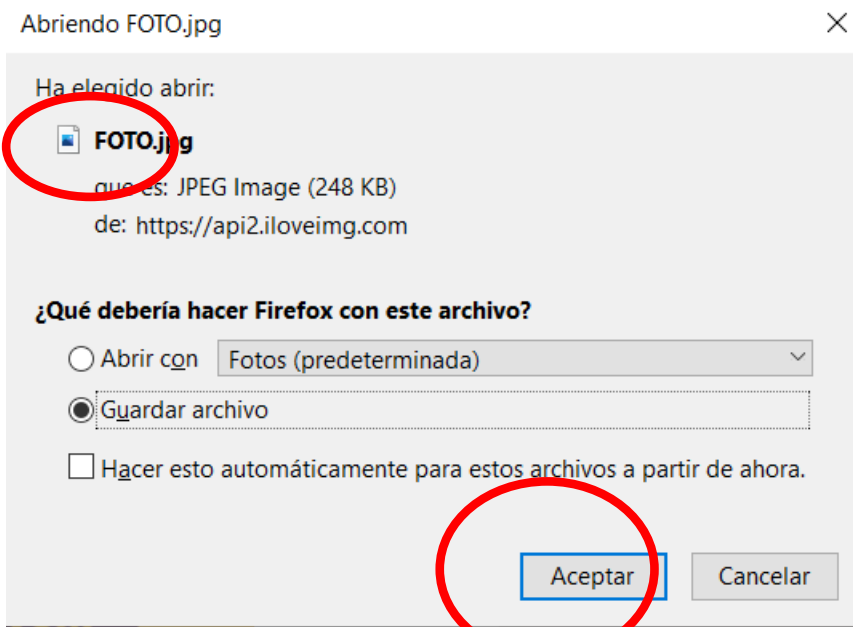 Abriendo FOTO.jpg
Ha elegido abrir:
FOTO.jpg
que es: JPEG Image (248 KB)
de: https://api2.iloveimg.com
¿Qué debería hacer Firefox con este archivo?
Abrir con Fotos (predeterminada)
Guardar archivo
Hacer esto automáticamente para estos archivos a partir de ahora.
Aceptar Cancelar